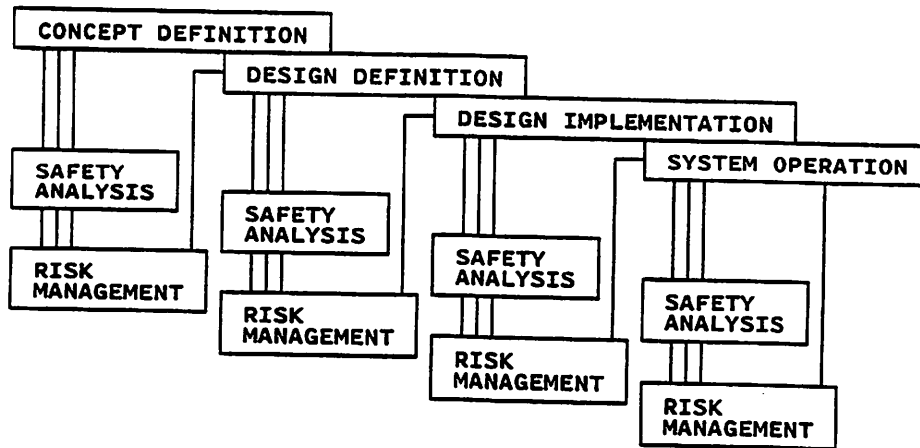 CONCEPT DEFINITION
DESIGN DEFINITION
DESIGN IMPLEMENTATION
SYSTEM OPERATION
SAFETY
ANALYSIS
RISK
MANAGEMENT
SAFETY
ANALYSIS
RISK
MANAGEMENT
SAFETY
ANALYSIS
RISK
MANAGEMENT
SAFETY
ANALYSIS
RISK
MANAGEMENT